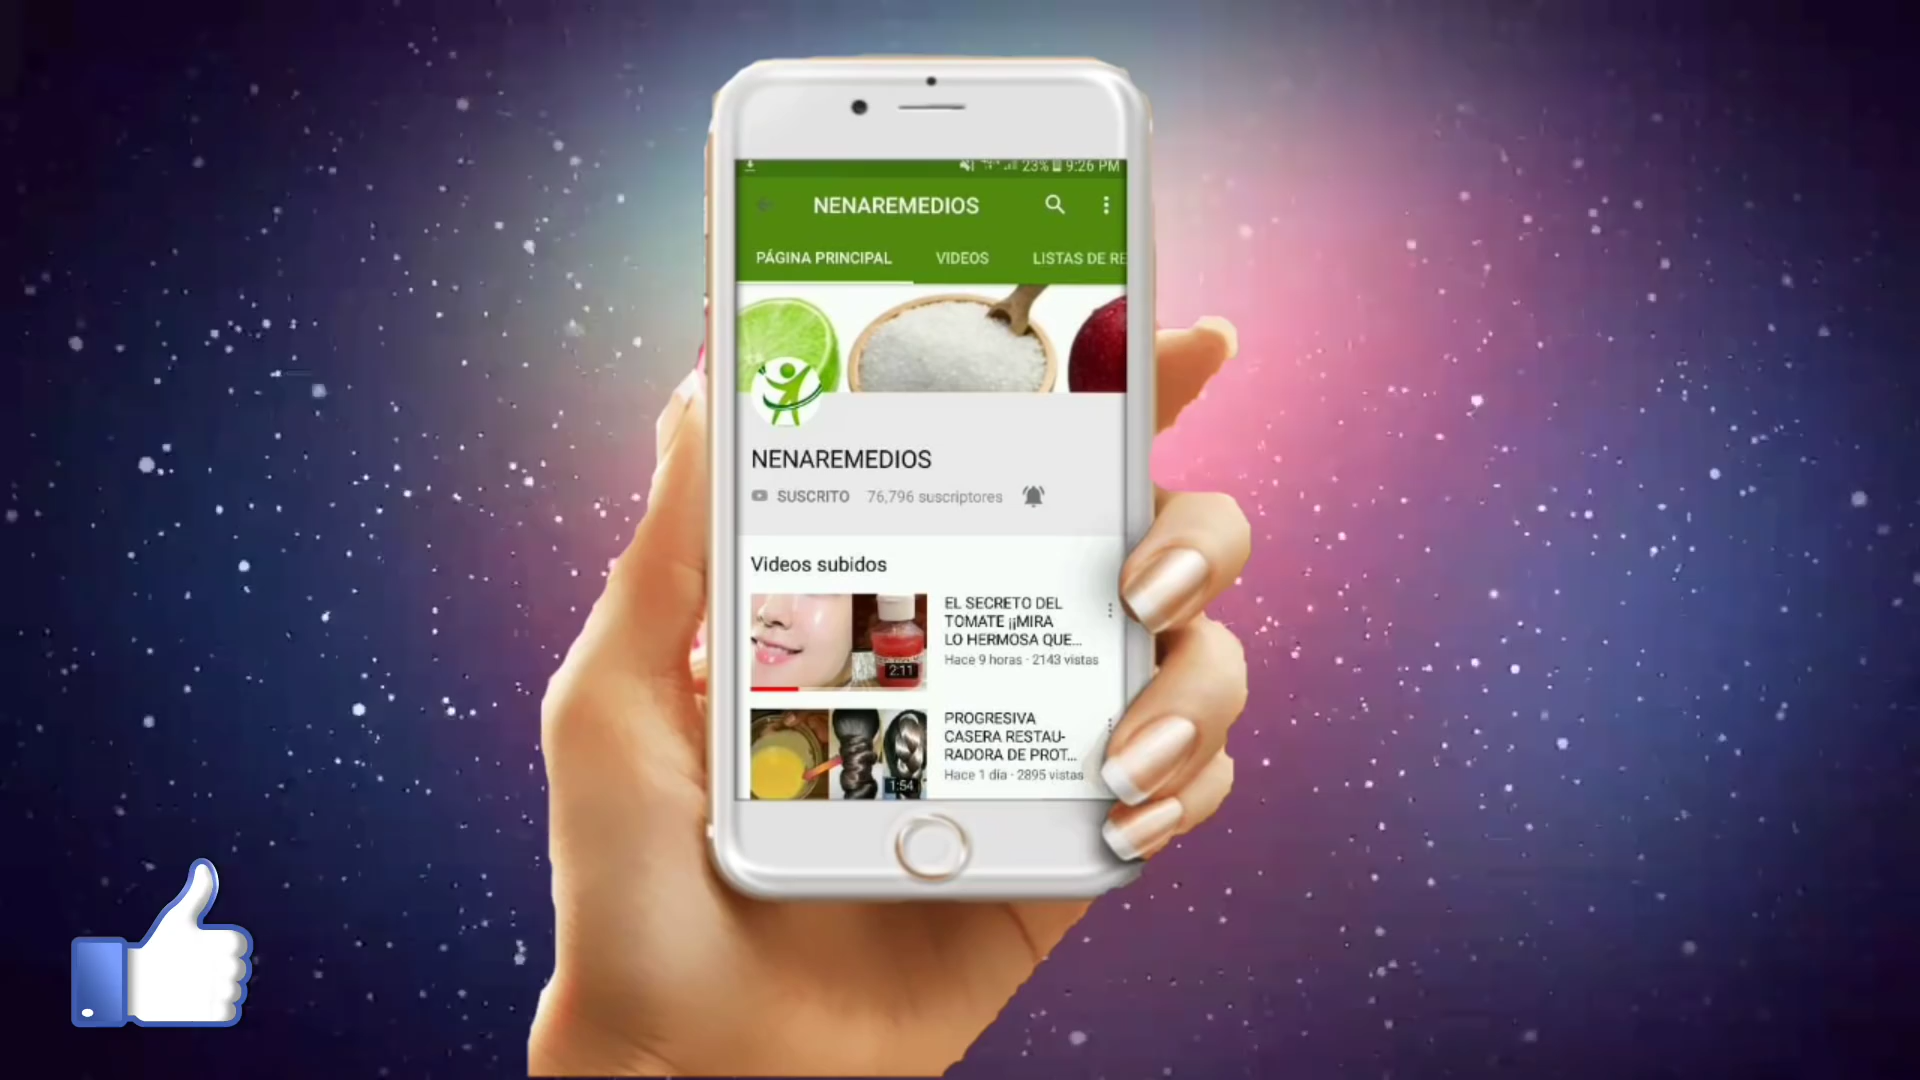 23% 9:26 PM
NENAREMEDIOS
PÁGINA PRINCIPAL VIDEOS LISTAS DE RE
NENAREMEDIOS
SUSCRITO 76,796 suscriptores
Videos subidos
EL SECRETO DEL
TOMATE ¡¡MIRA
LO HERMOSA QUE...
Hace 9 horas · 2143 vistas
2:11
PROGRESIVA
CASERA RESTAU-
RADORA DE PROT...
Hace 1 día · 2895 vistas
1:54